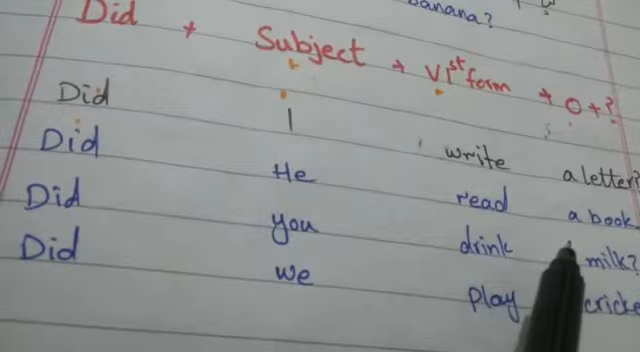 banana?
Did + Subject + V1st form + O + ?
Did I write a letter?
Did He read a book
Did you drink milk?
Did we play cricke